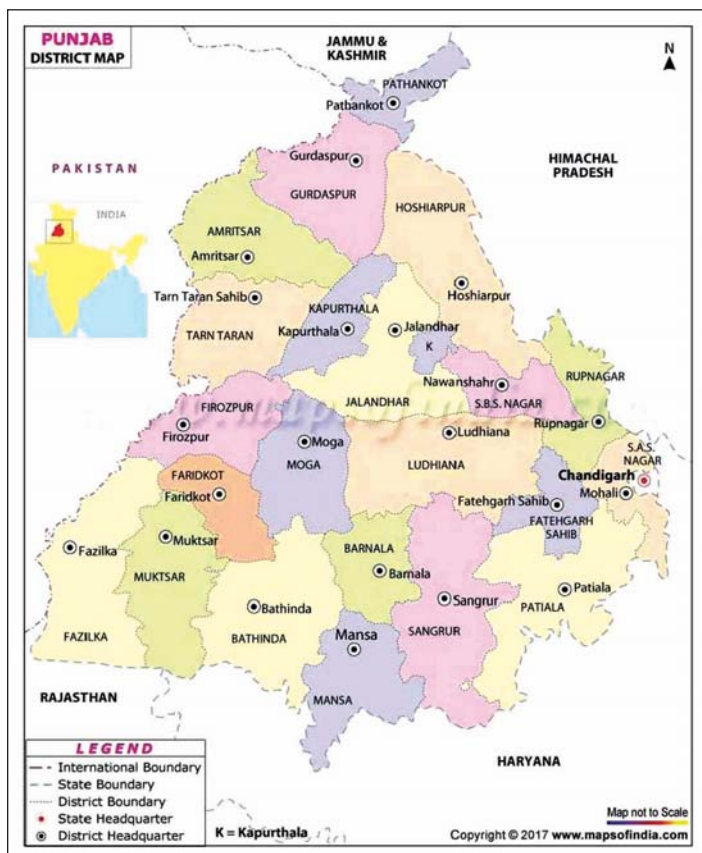 PUNJAB
DISTRICT MAP
JAMMU &
KASHMIR
N
PATHANKOT
Pathankot
PAKISTAN
Gurdaspur
GURDASPUR
HIMACHAL
PRADESH
INDIA
HOSHIARPUR
AMRITSAR
Amritsar
Tarn Taran Sahib
TARN TARAN
KAPURTHALA
Kapurthala
Jalandhar
K
Hoshiarpur
JALANDHAR
Nawanshahr
S.B.S. NAGAR
RUPNAGAR
Rupnagar
www.mapsofindia.co
FIROZPUR
Firozpur
Moga
MOGA
Ludhiana
LUDHIANA
S.A.S.
NAGAR
Chandigarh
Mohali
FARIDKOT
Faridkot
Fatehgarh Sahib
FATEHGARH
SAHIB
Fazilka
FAZILKA
Muktsar
MUKTSAR
BARNALA
Barnala
Bathinda
BATHINDA
Sangrur
SANGRUR
Patiala
PATIALA
Mansa
MANSA
RAJASTHAN
HARYANA
LEGEND
International Boundary
State Boundary
District Boundary
State Headquarter
District Headquarter
K = Kapurthala
Map not to Scale
Copyright © 2017 www.mapsofindia.com